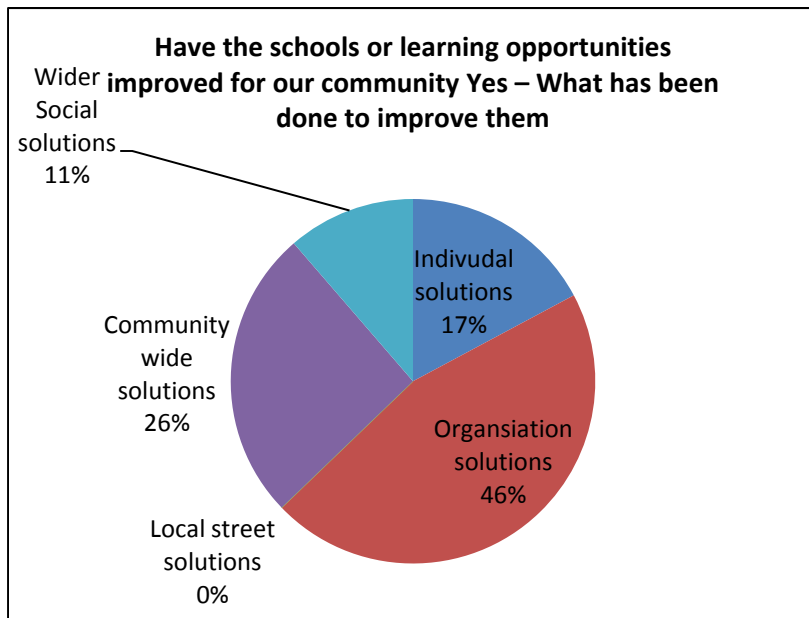 Have the schools or learning opportunities
improved for our community Yes – What has been
done to improve them
Wider
Social
solutions
11%
Indivudal
solutions
17%
Community
wide
solutions
26%
Organsiation
solutions
46%
Local street
solutions
0%